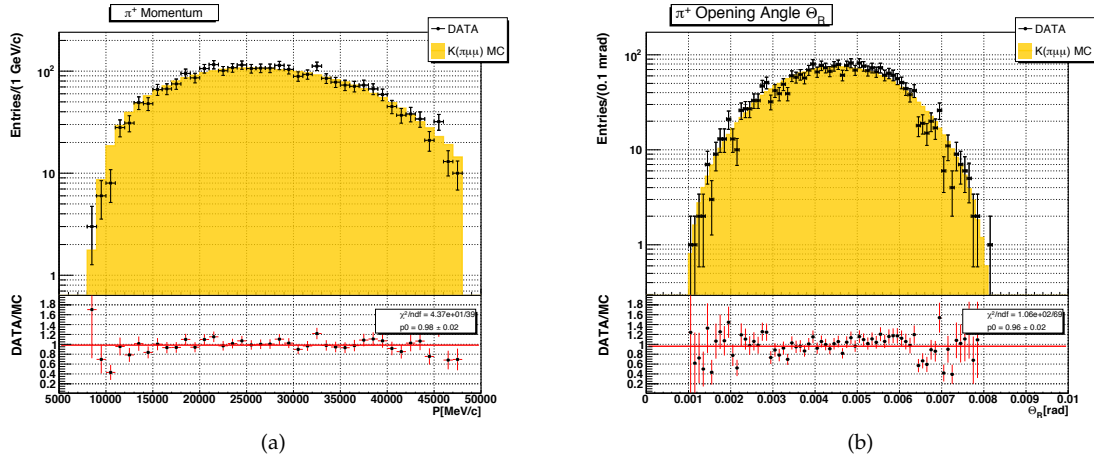 π⁺ Momentum
DATA
K(πμμ) MC
Entries/(1 GeV/c)
10²
10
1
DATA/MC
1.8
1.6
1.4
1.2
1
0.8
0.6
0.4
0.2
χ²/ndf = 4.37e+01/39
p0 = 0.98 ± 0.02
5000 10000 15000 20000 25000 30000 35000 40000 45000 50000
P[MeV/c]
(a)
π⁺ Opening Angle Θ_R
DATA
K(πμμ) MC
Entries/(0.1 mrad)
10²
10
1
DATA/MC
1.8
1.6
1.4
1.2
1
0.8
0.6
0.4
0.2
χ²/ndf = 1.06e+02/69
p0 = 0.96 ± 0.02
0 0.001 0.002 0.003 0.004 0.005 0.006 0.007 0.008 0.009 0.01
Θ_R[rad]
(b)